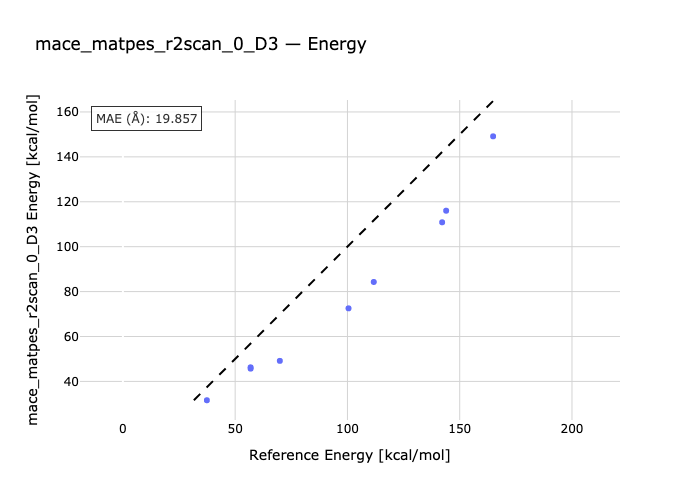 mace_matpes_r2scan_0_D3 — Energy
MAE (Å): 19.857
mace_matpes_r2scan_0_D3 Energy [kcal/mol]
160
140
120
100
80
60
40
0 50 100 150 200
Reference Energy [kcal/mol]